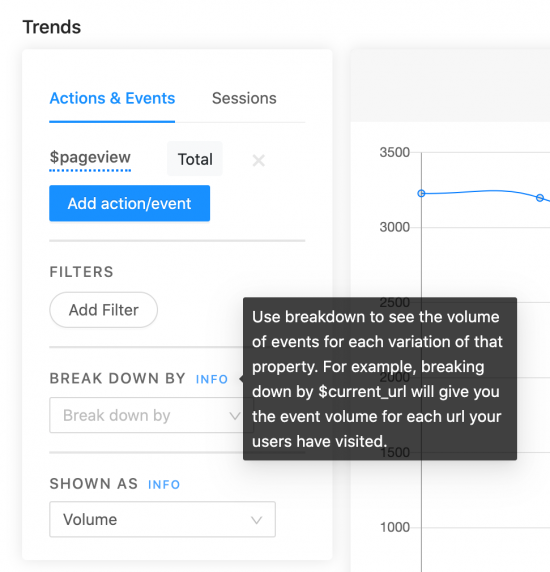 Trends
Actions & Events
Sessions
$pageview
Total
Add action/event
FILTERS
Add Filter
BREAK DOWN BY INFO
Break down by
SHOWN AS INFO
Volume
Use breakdown to see the volume
of events for each variation of that
property. For example, breaking
down by $current_url will give you
the event volume for each url your
users have visited.
3500
3000
2500
2000
1500
1000